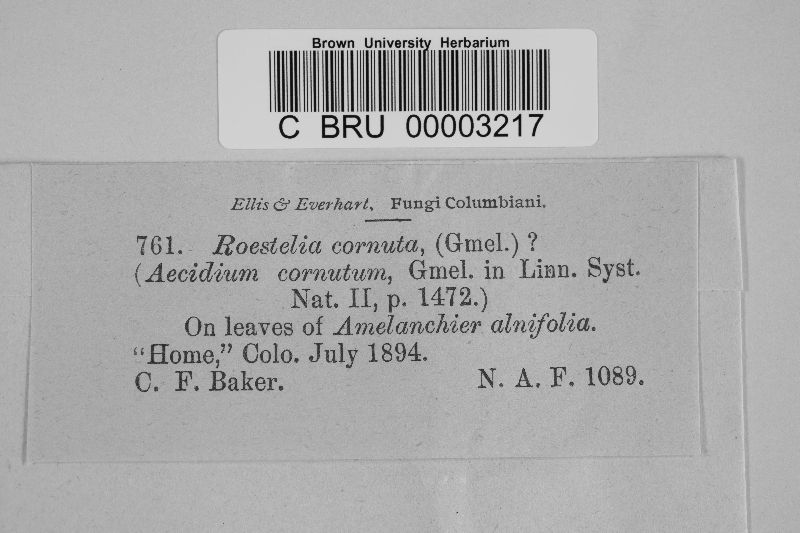 Brown University Herbarium
C BRU 00003217
Ellis & Everhart, Fungi Columbiani.
761. Roestelia cornuta, (Gmel.) ?
(Aecidium cornutum, Gmel. in Linn. Syst.
Nat. II, p. 1472.)
On leaves of Amelanchier alnifolia.
“Home,” Colo. July 1894.
C. F. Baker. N. A. F. 1089.